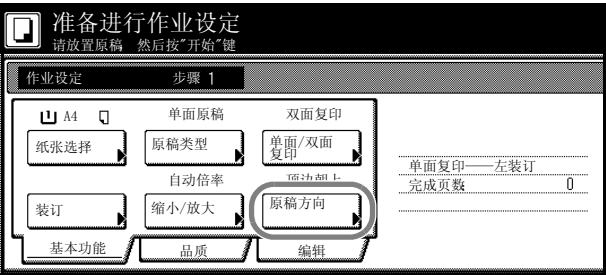 准备进行作业设定
请放置原稿 然后按"开始"键
作业设定 步骤 1
A4 单面原稿 双面复印
纸张选择 原稿类型 单面/双面
复印
单面复印——左装订
自动倍率 顶边朝上
完成页数 0
装订 缩小/放大 原稿方向
基本功能 品质 编辑